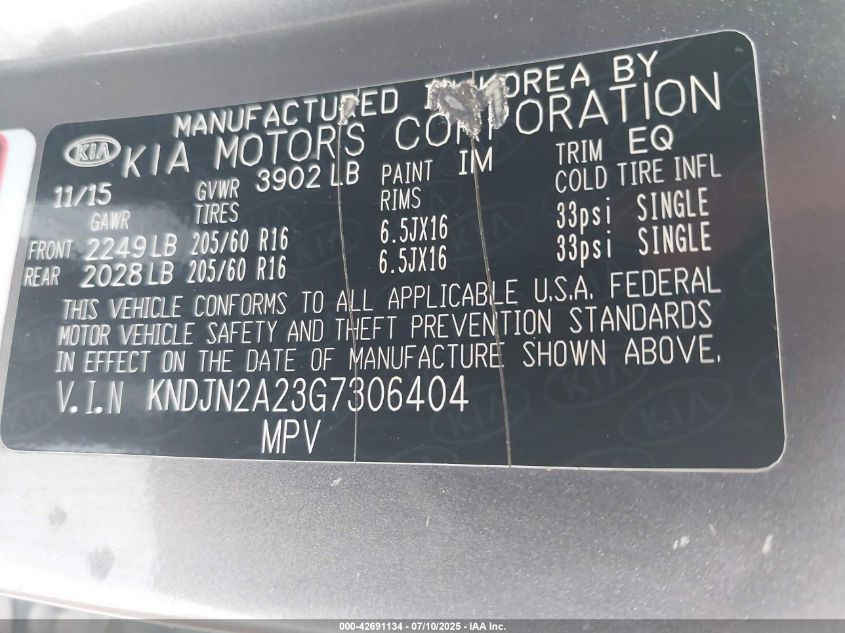 MANUFACTURED IN KOREA BY
KIA KIA MOTORS CORPORATION
11/15 GVWR 3902 LB PAINT IM TRIM EQ
GAWR TIRES RIMS COLD TIRE INFL
FRONT 2249 LB 205/60 R16 6.5JX16 33psi SINGLE
REAR 2028 LB 205/60 R16 6.5JX16 33psi SINGLE
THIS VEHICLE CONFORMS TO ALL APPLICABLE U.S.A. FEDERAL
MOTOR VEHICLE SAFETY AND THEFT PREVENTION STANDARDS
IN EFFECT ON THE DATE OF MANUFACTURE SHOWN ABOVE.
V.I.N KNDJN2A23G7306404
MPV
000-42691134 - 07/10/2025 - IAA Inc.